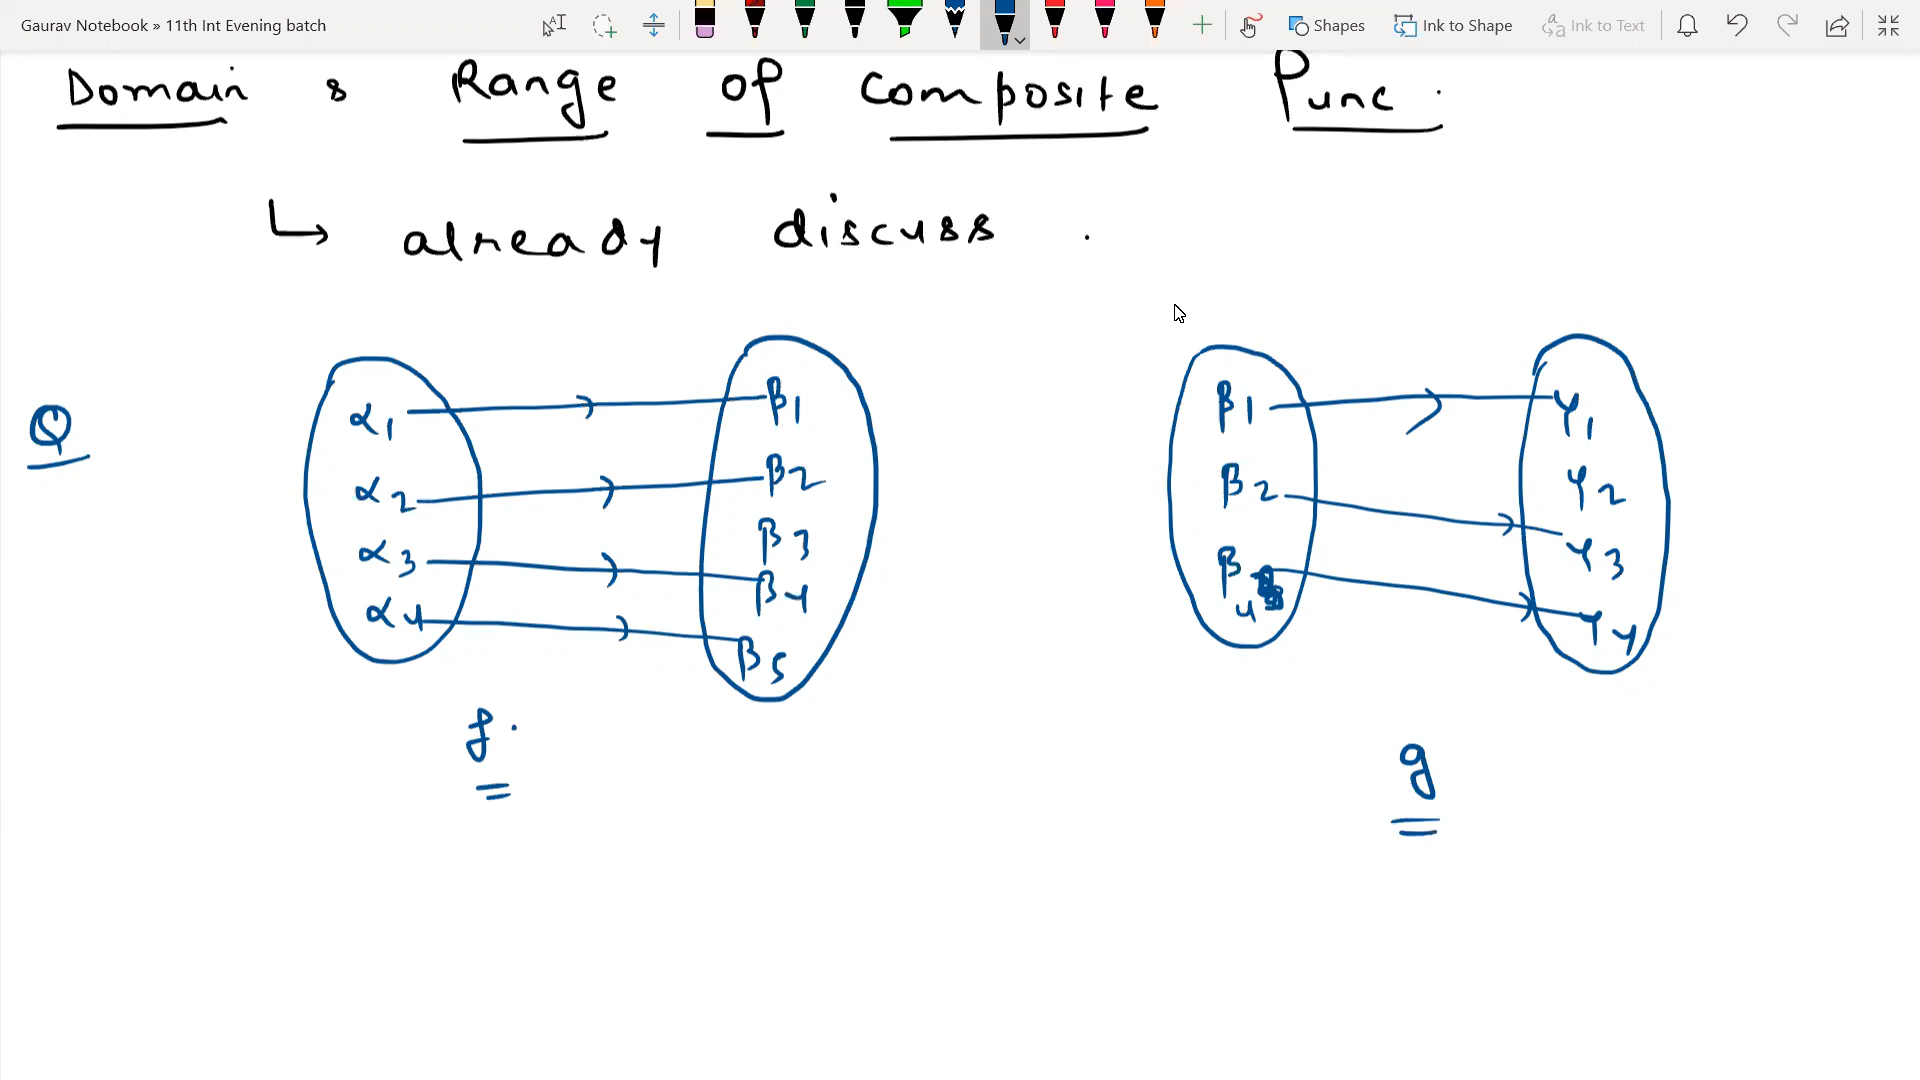 Gaurav Notebook » 11th Int Evening batch
Shapes
Ink to Shape
Ink to Text
Domain & Range of Composite Func.
↳ already discuss .
Q
α1 β1
α2 β2
β3
α3 β4
α4 β5
f.
β1 γ1
γ2
β2 γ3
β4 γ4
g